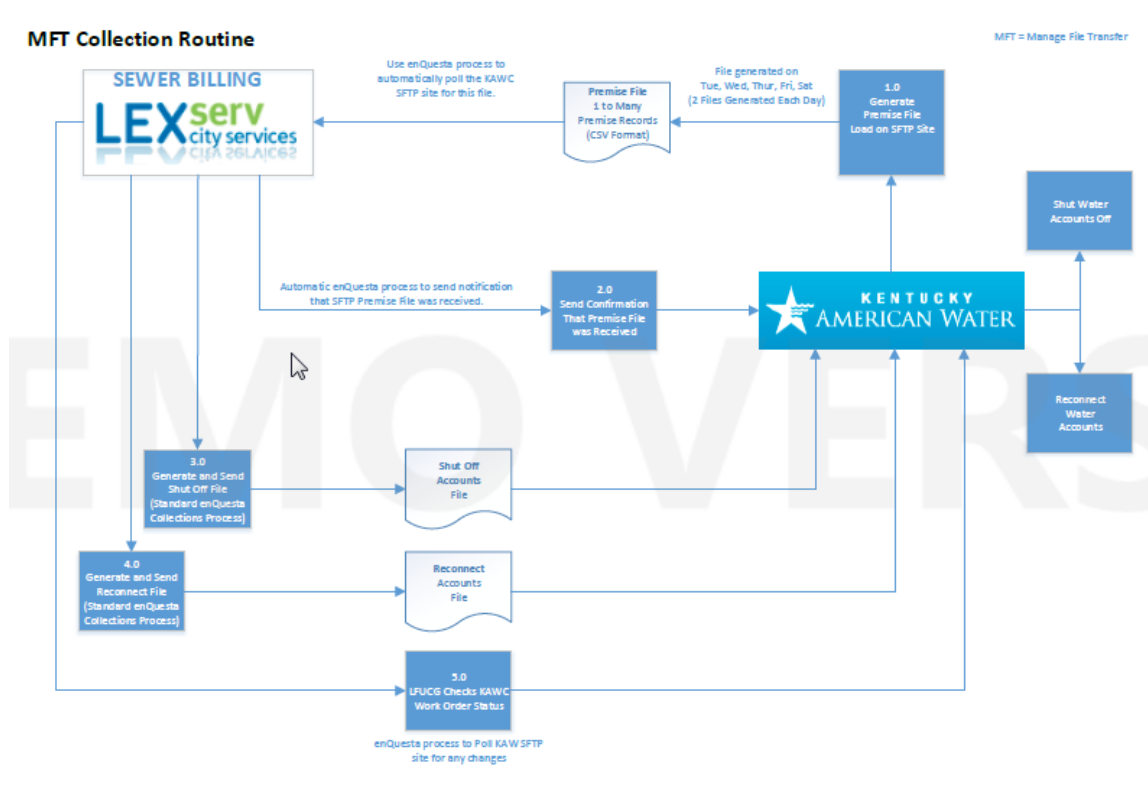 MFT Collection Routine
MFT = Manage File Transfer
SEWER BILLING
LEXserv
city services
Use enQuesta process to
automatically poll the KAWC
SFTP site for this file.
Premise File
1 to Many
Premise Records
(CSV Format)
File generated on
Tue, Wed, Thur, Fri, Sat
(2 Files Generated Each Day)
1.0
Generate
Premise File
Load on SFTP Site
Shut Water
Accounts Off
Automatic enQuesta process to send notification
that SFTP Premise File was received.
2.0
Send Confirmation
That Premise File
was Received
KENTUCKY
AMERICAN WATER
Reconnect
Water
Accounts
3.0
Generate and Send
Shut Off File
(Standard enQuesta
Collections Process)
Shut Off
Accounts
File
4.0
Generate and Send
Reconnect File
(Standard enQuesta
Collections Process)
Reconnect
Accounts
File
5.0
LFUCG Checks KAWC
Work Order Status
enQuesta process to Poll KAW SFTP
site for any changes
EMO VERS